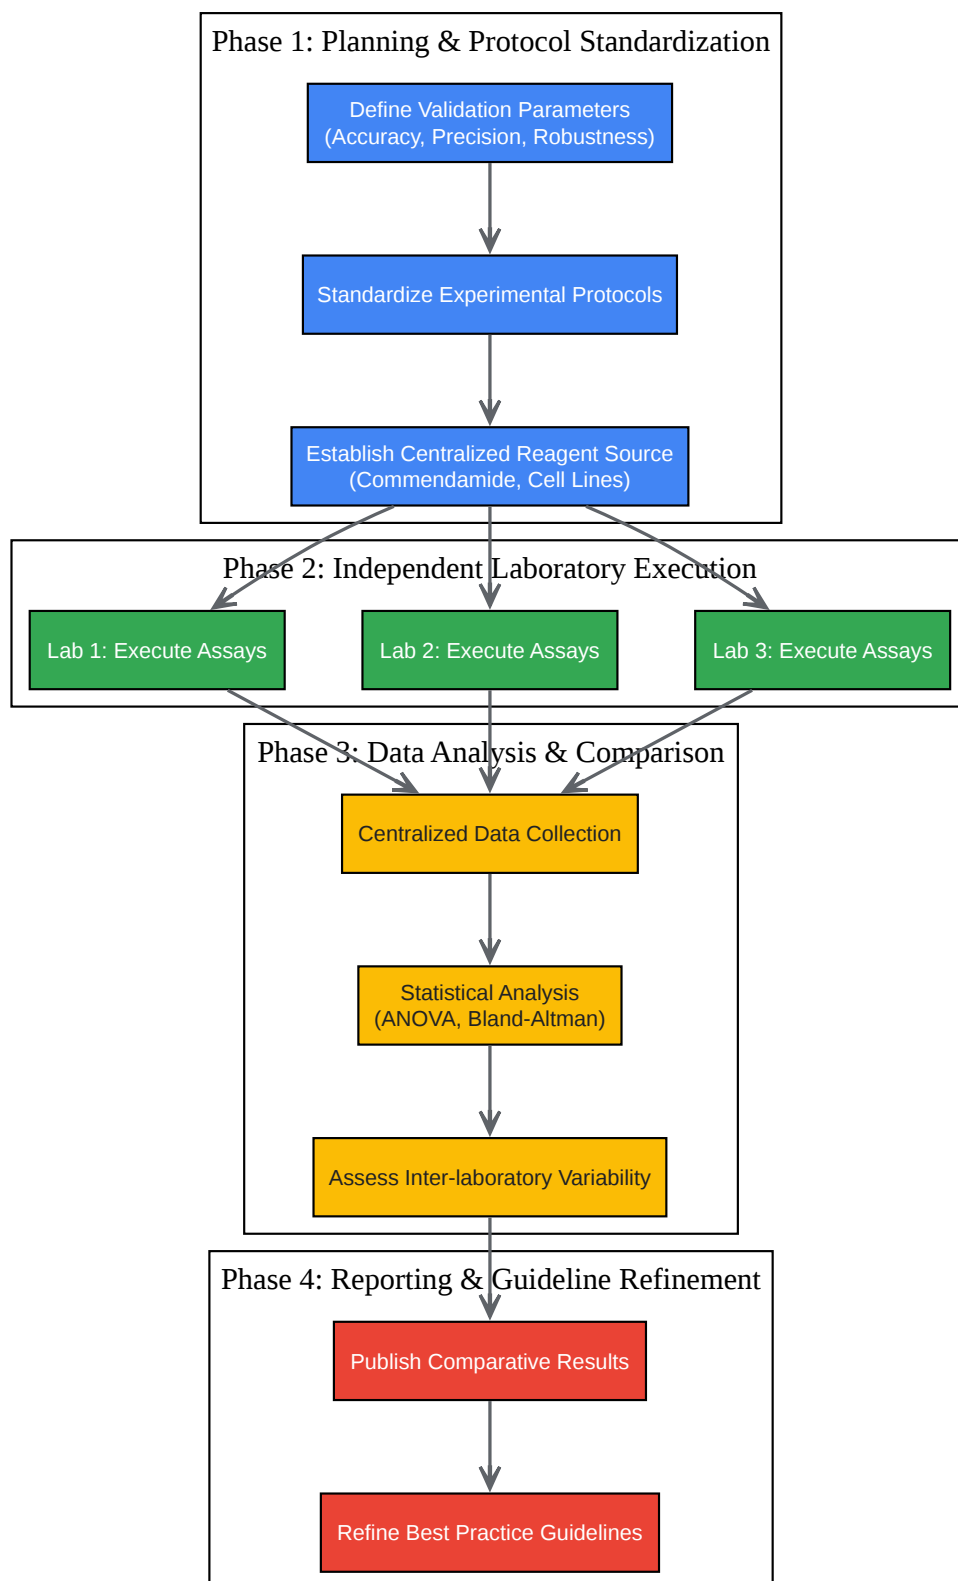 Phase 1: Planning & Protocol Standardization
Define Validation Parameters
(Accuracy, Precision, Robustness)
Standardize Experimental Protocols
Establish Centralized Reagent Source
(Commendamide, Cell Lines)
Phase 2: Independent Laboratory Execution
Lab 1: Execute Assays
Lab 2: Execute Assays
Lab 3: Execute Assays
Phase 3: Data Analysis & Comparison
Centralized Data Collection
Statistical Analysis
(ANOVA, Bland-Altman)
Assess Inter-laboratory Variability
Phase 4: Reporting & Guideline Refinement
Publish Comparative Results
Refine Best Practice Guidelines